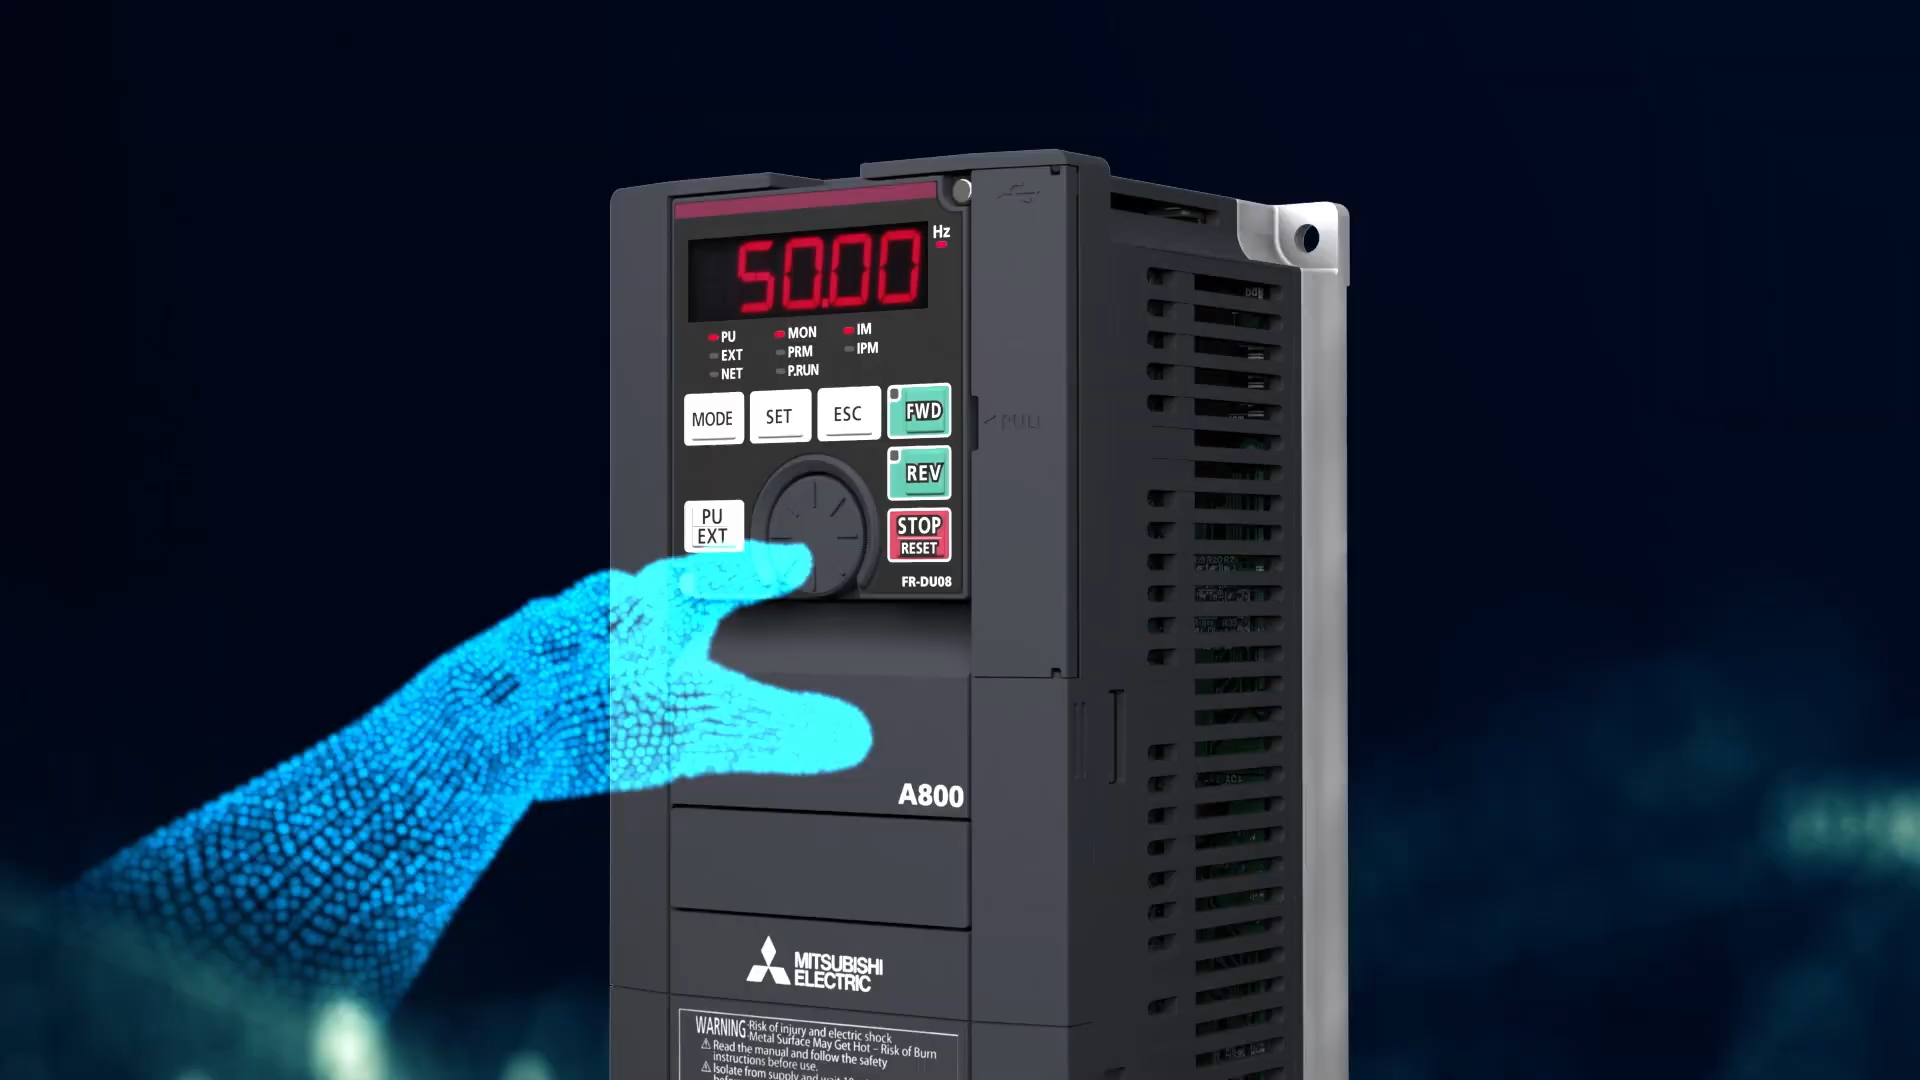 50.00
Hz
PU
MON
IM
EXT
PRM
IPM
NET
P.RUN
MODE
SET
ESC
FWD
REV
PU
EXT
STOP
RESET
FR-DU08
PULL
A800
MITSUBISHI
ELECTRIC
WARNING
Risk of injury and electric shock
Metal Surface May Get Hot – Risk of Burn
Read the manual and follow the safety
instructions before use.
Isolate from supply and wait 10